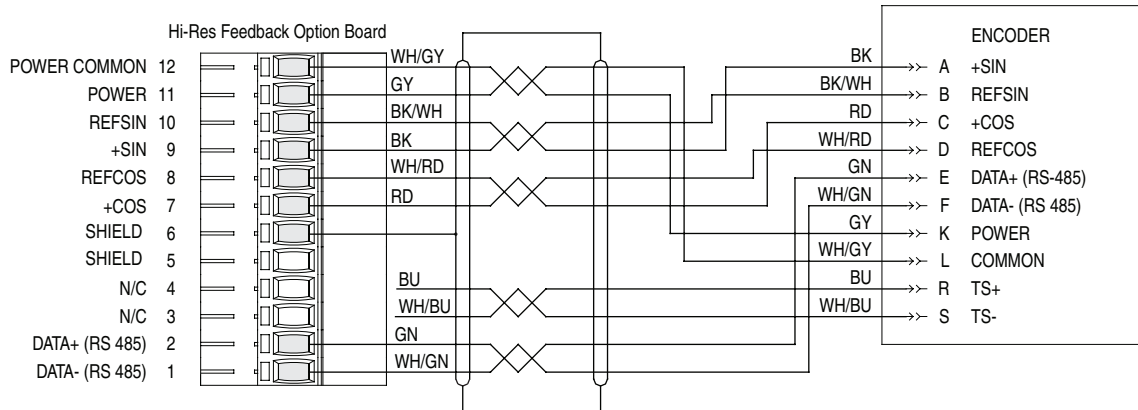 Hi-Res Feedback Option Board
POWER COMMON 12
POWER 11
REFSIN 10
+SIN 9
REFCOS 8
+COS 7
SHIELD 6
SHIELD 5
N/C 4
N/C 3
DATA+ (RS 485) 2
DATA- (RS 485) 1
WH/GY
GY
BK/WH
BK
WH/RD
RD
BU
WH/BU
GN
WH/GN
ENCODER
BK A +SIN
BK/WH B REFSIN
RD C +COS
WH/RD D REFCOS
GN E DATA+ (RS-485)
WH/GN F DATA- (RS 485)
GY K POWER
WH/GY L COMMON
BU R TS+
WH/BU S TS-